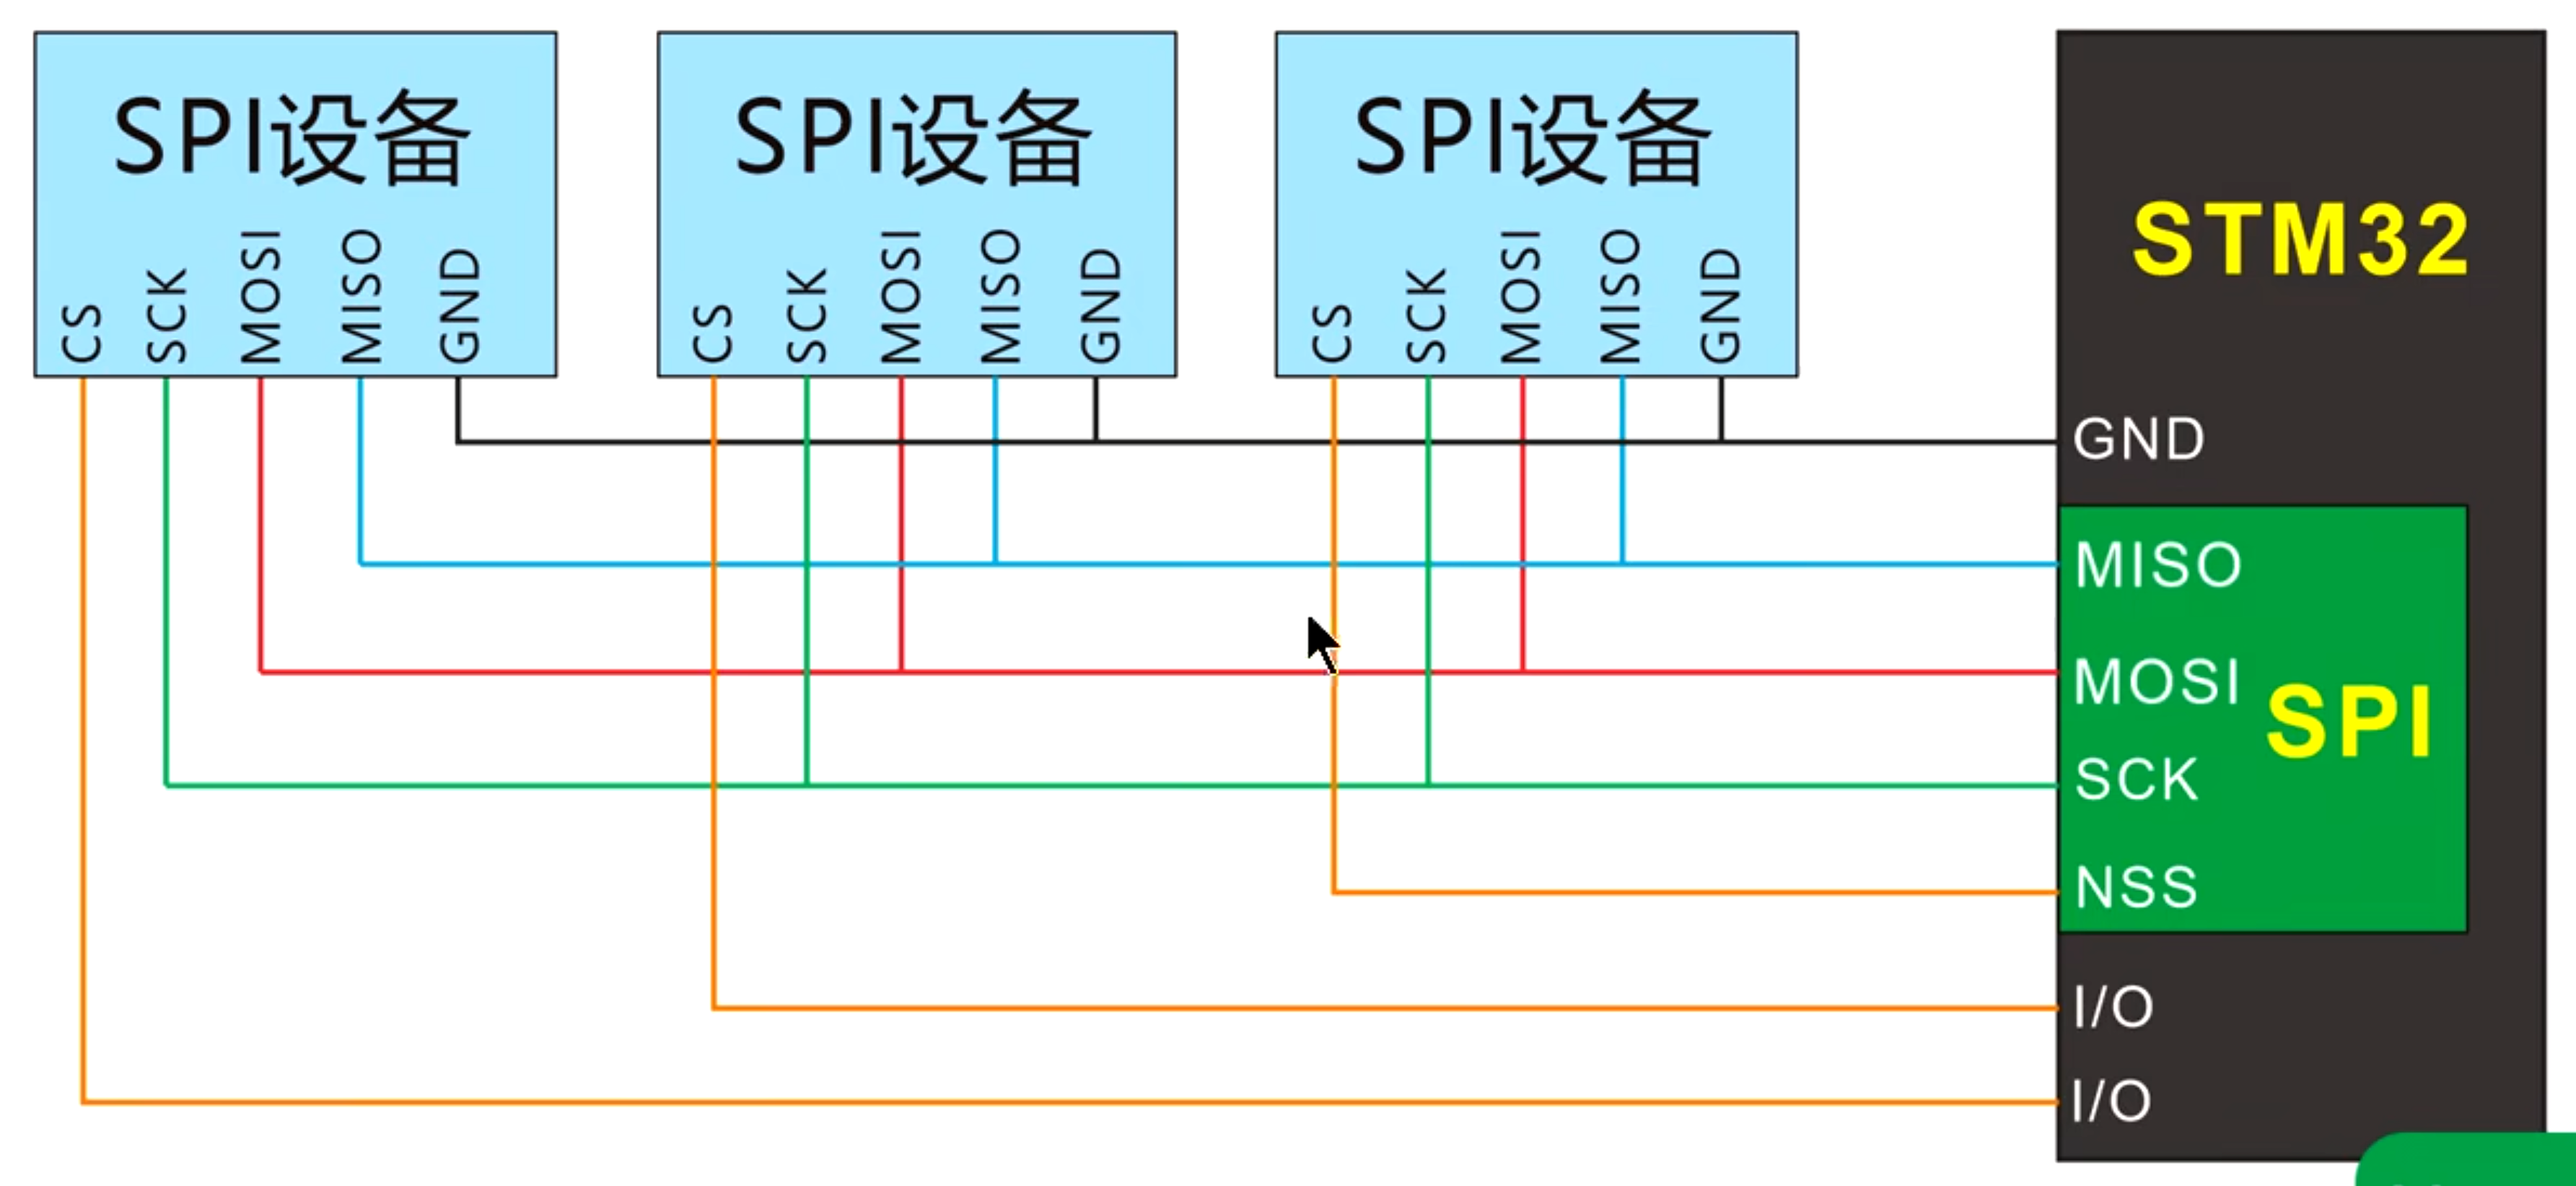 SPI设备
CS SCK MOSI MISO GND
SPI设备
CS SCK MOSI MISO GND
SPI设备
CS SCK MOSI MISO GND
STM32
GND
MISO
MOSI
SPI
SCK
NSS
I/O
I/O